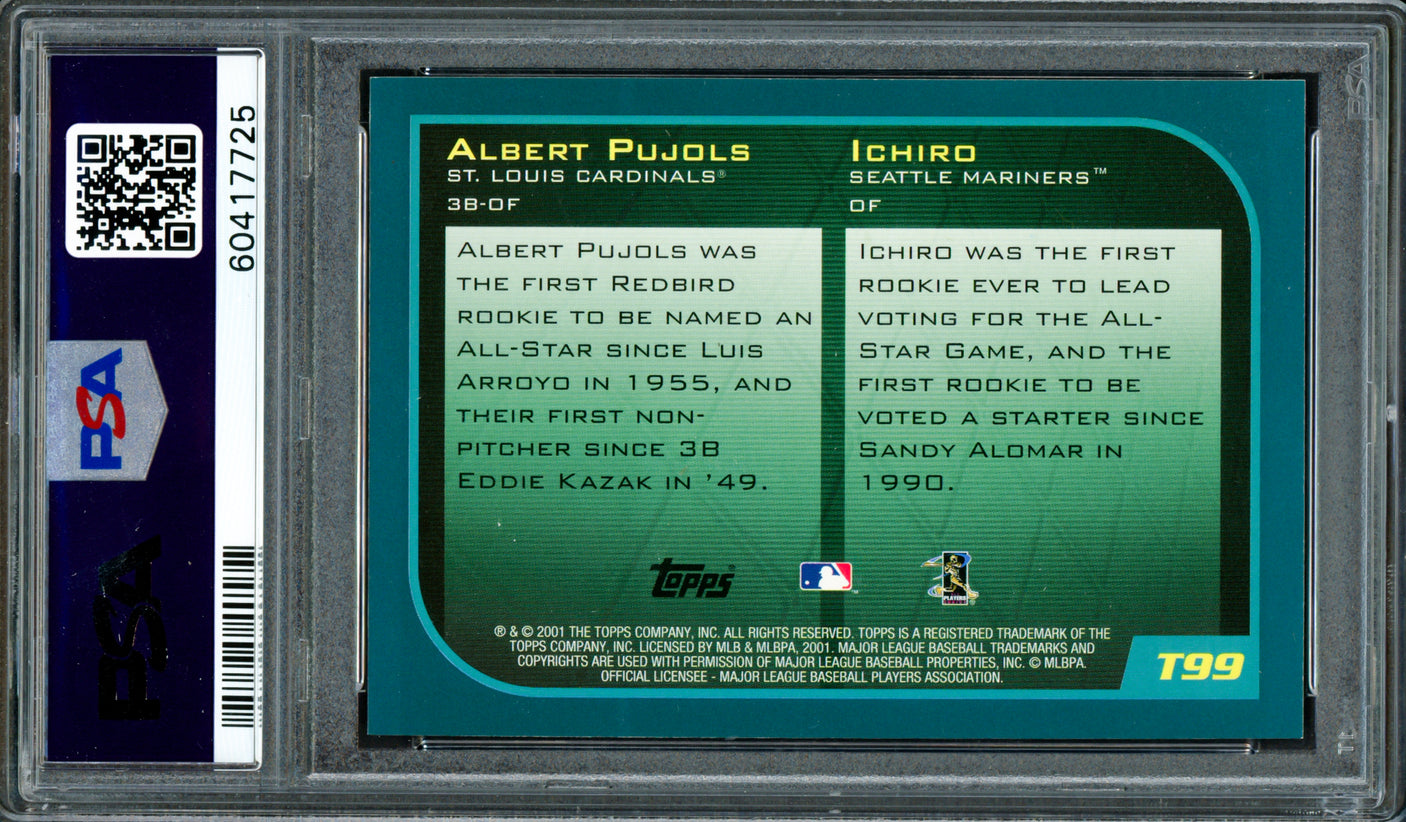 60417725
PSA
PSA
PSA
ALBERT PUJOLS
ST. LOUIS CARDINALS®
3B-OF
ALBERT PUJOLS WAS
THE FIRST REDBIRD
ROOKIE TO BE NAMED AN
ALL-STAR SINCE LUIS
ARROYO IN 1955, AND
THEIR FIRST NON-
PITCHER SINCE 3B
EDDIE KAZAK IN '49.
ICHIRO
SEATTLE MARINERS™
OF
ICHIRO WAS THE FIRST
ROOKIE EVER TO LEAD
VOTING FOR THE ALL-
STAR GAME, AND THE
FIRST ROOKIE TO BE
VOTED A STARTER SINCE
SANDY ALOMAR IN
1990.
Topps®
PLAYERS
® & © 2001 THE TOPPS COMPANY, INC. ALL RIGHTS RESERVED. TOPPS IS A REGISTERED TRADEMARK OF THE
TOPPS COMPANY, INC. LICENSED BY MLB & MLBPA, 2001. MAJOR LEAGUE BASEBALL TRADEMARKS AND
COPYRIGHTS ARE USED WITH PERMISSION OF MAJOR LEAGUE BASEBALL PROPERTIES, INC. © MLBPA.
OFFICIAL LICENSEE - MAJOR LEAGUE BASEBALL PLAYERS ASSOCIATION.
T99